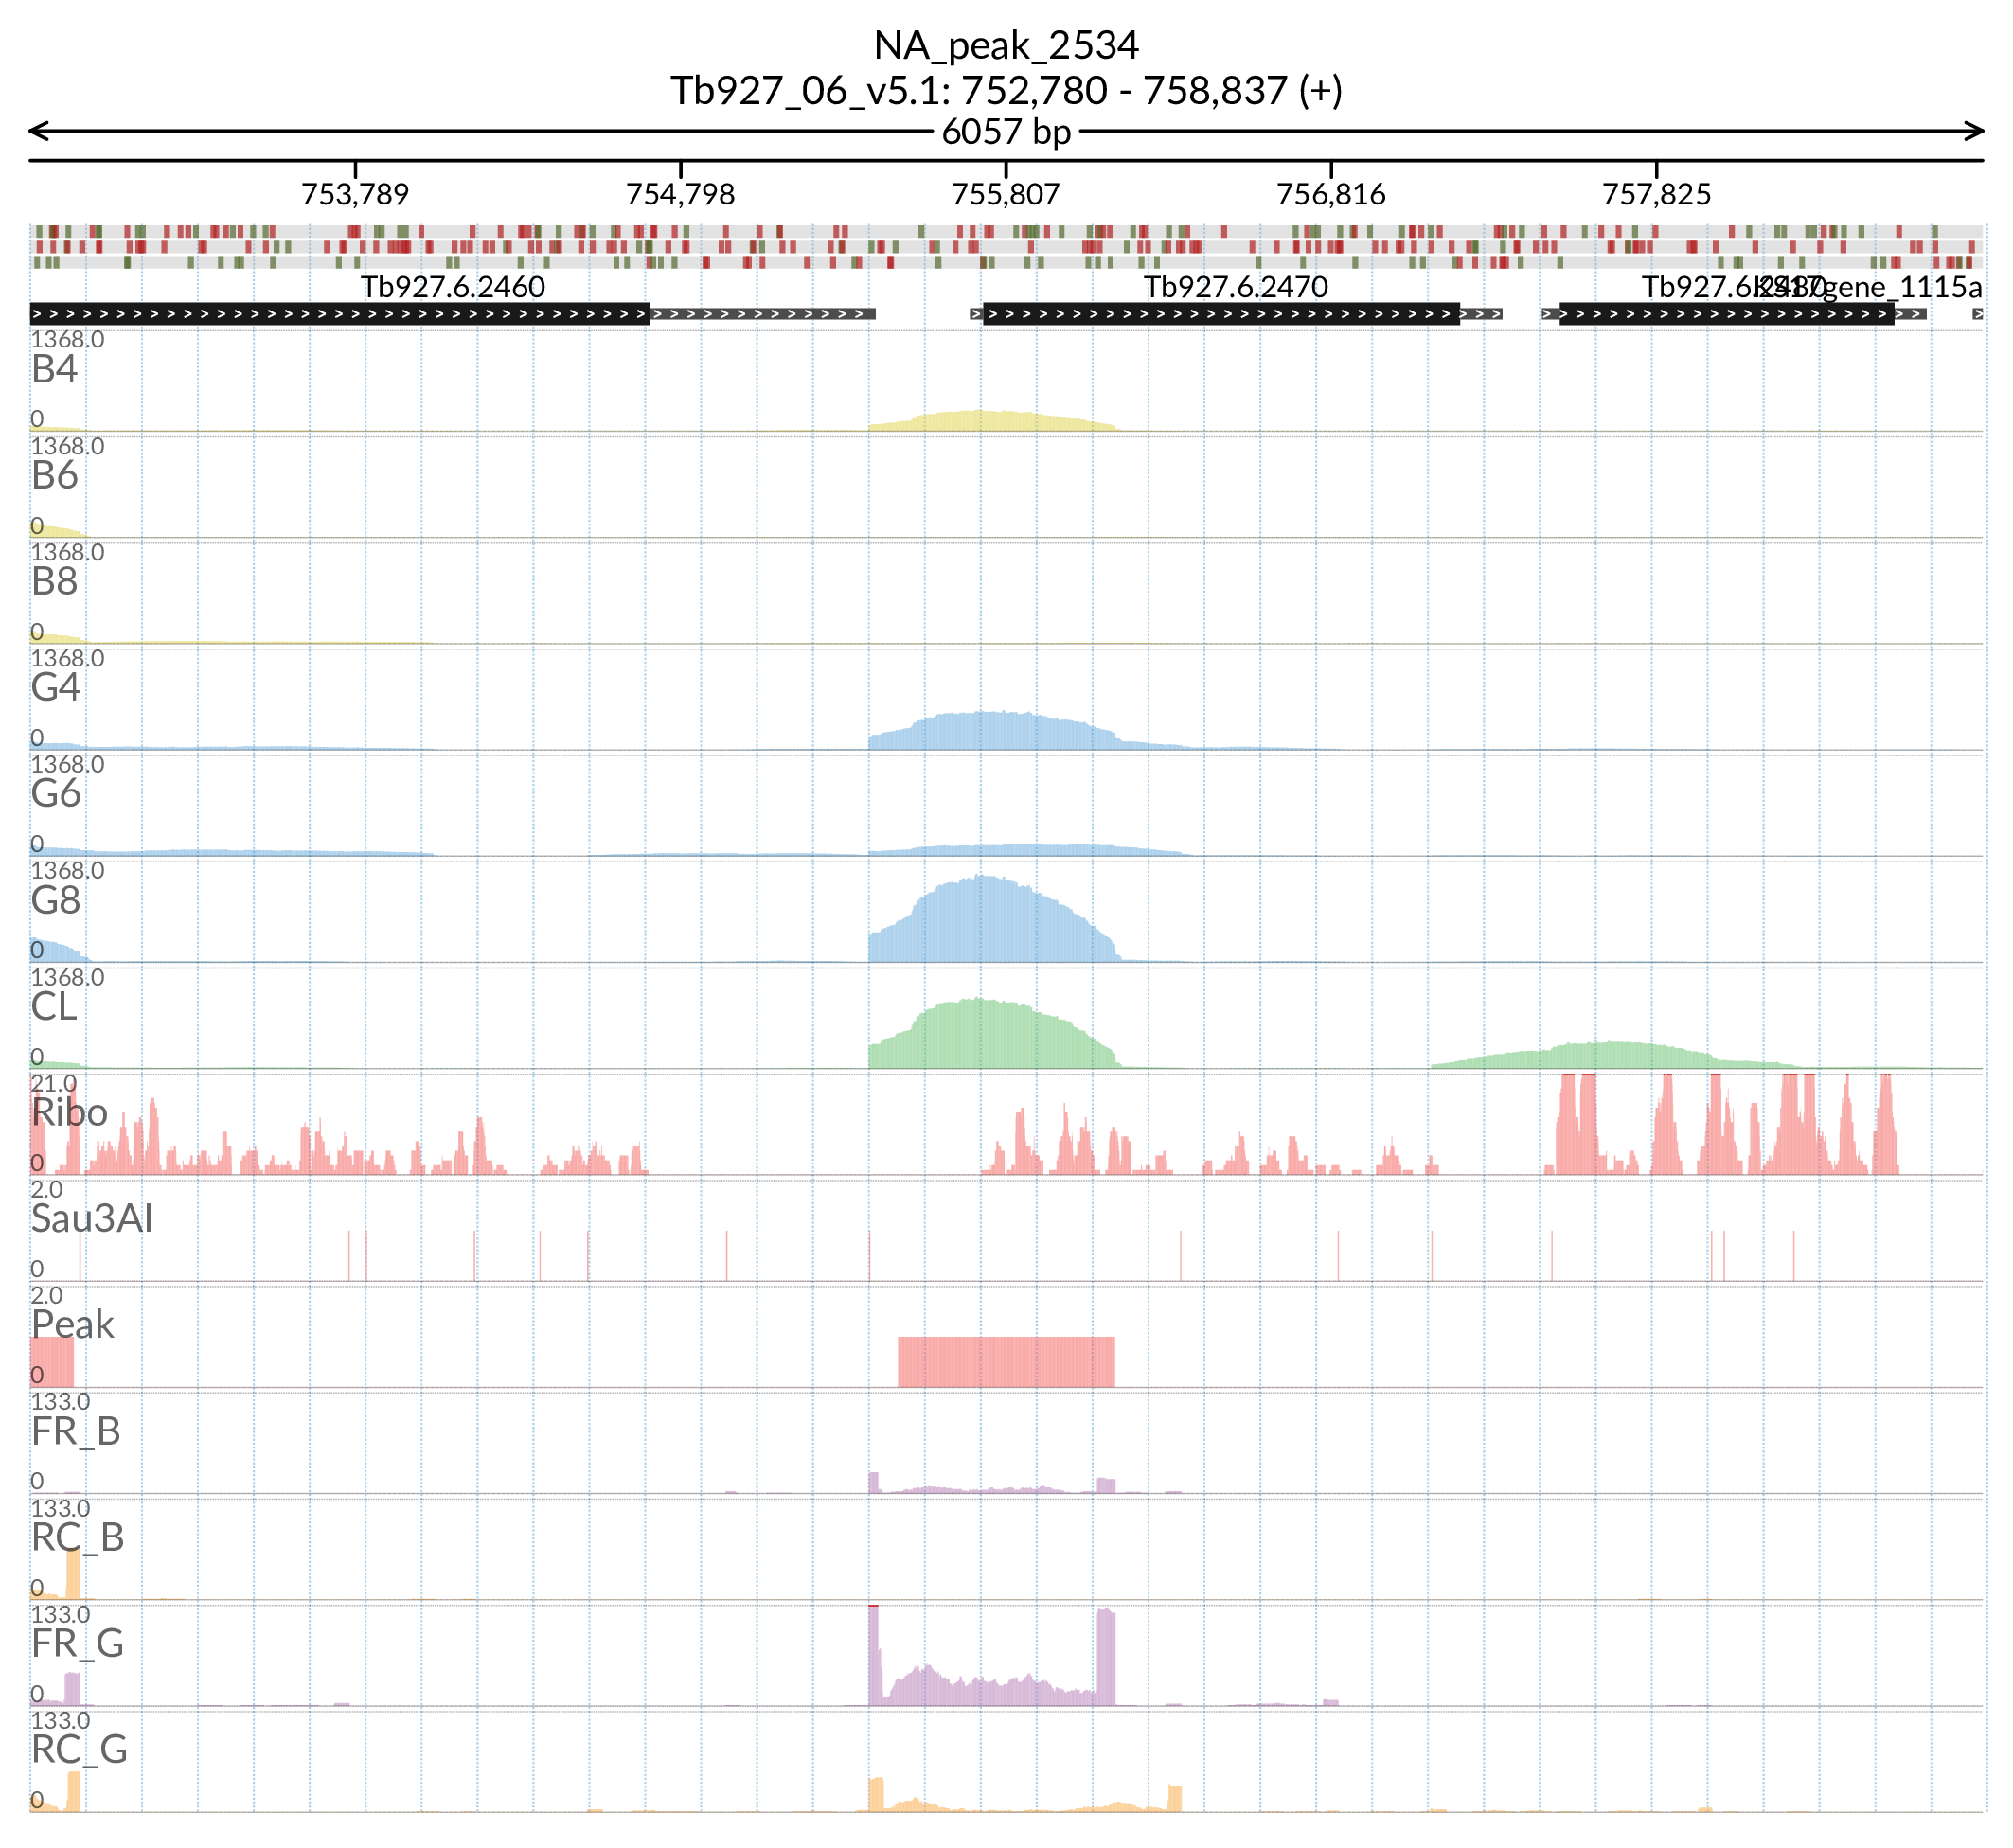 NA_peak_2534
Tb927_06_v5.1: 752,780 - 758,837 (+)
6057 bp
753,789 754,798 755,807 756,816 757,825
Tb927.6.2460 Tb927.6.2470 Tb927.6.2480 KS17gene_1115a
1368.0
B4
0
1368.0
B6
0
1368.0
B8
0
1368.0
G4
0
1368.0
G6
0
1368.0
G8
0
1368.0
CL
0
21.0
Ribo
0
2.0
Sau3AI
0
2.0
Peak
0
133.0
FR_B
0
133.0
RC_B
0
133.0
FR_G
0
133.0
RC_G
0